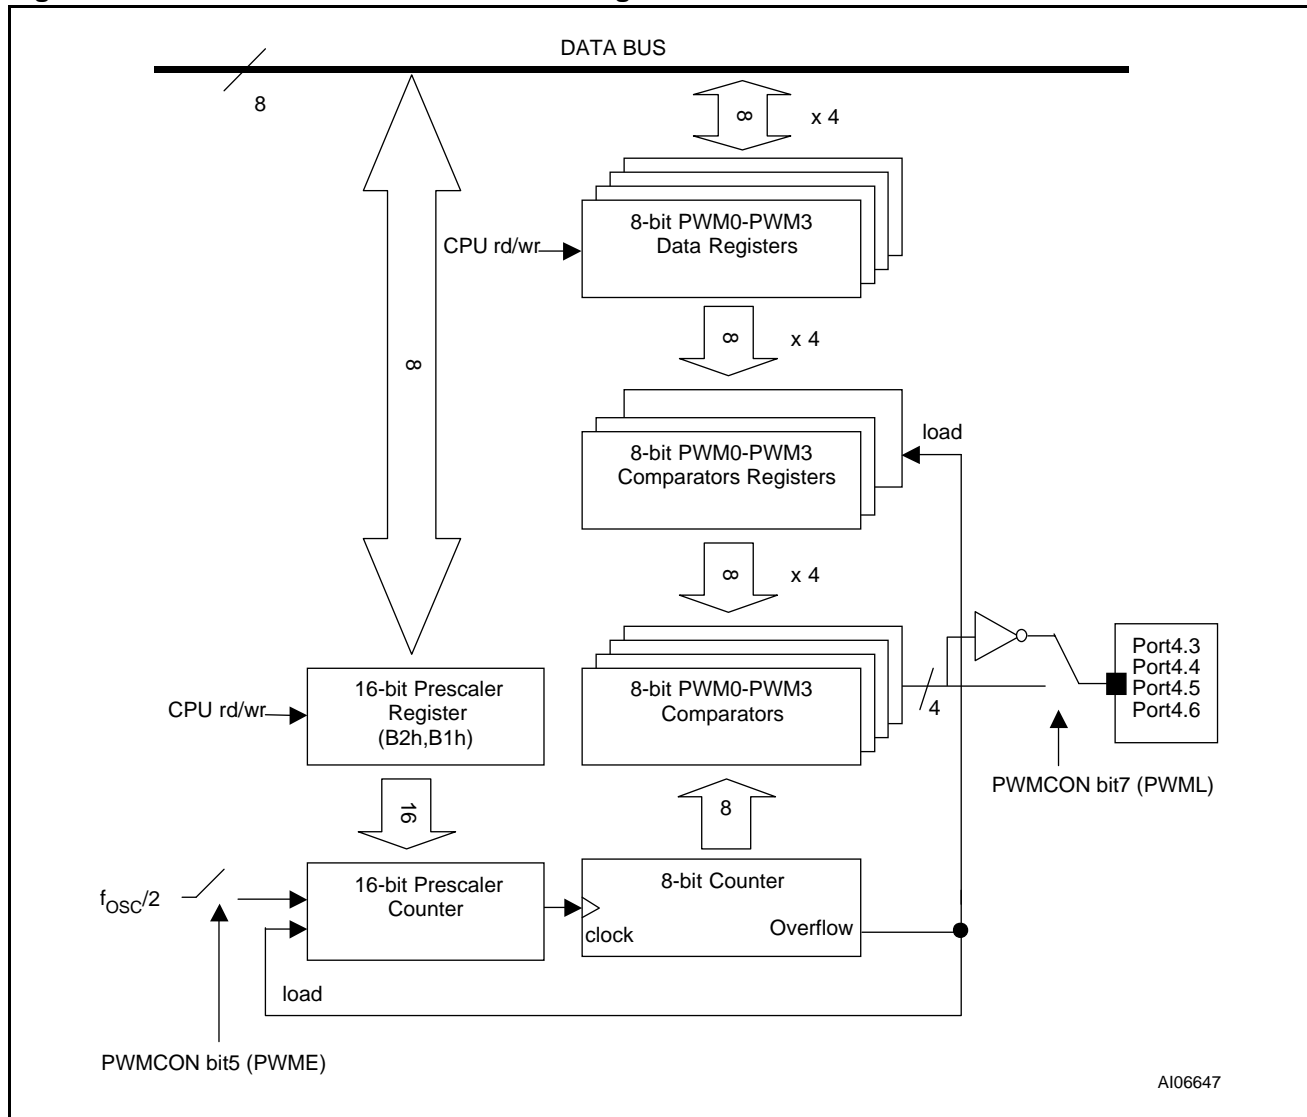 DATA BUS
8
8
x 4
8-bit PWM0-PWM3
Data Registers
CPU rd/wr
8
x 4
8
8-bit PWM0-PWM3
Comparators Registers
load
8
x 4
16-bit Prescaler
Register
(B2h,B1h)
CPU rd/wr
8-bit PWM0-PWM3
Comparators
4
Port4.3
Port4.4
Port4.5
Port4.6
PWMCON bit7 (PWML)
16
8
fOSC/2
16-bit Prescaler
Counter
8-bit Counter
clock
Overflow
load
PWMCON bit5 (PWME)
AI06647